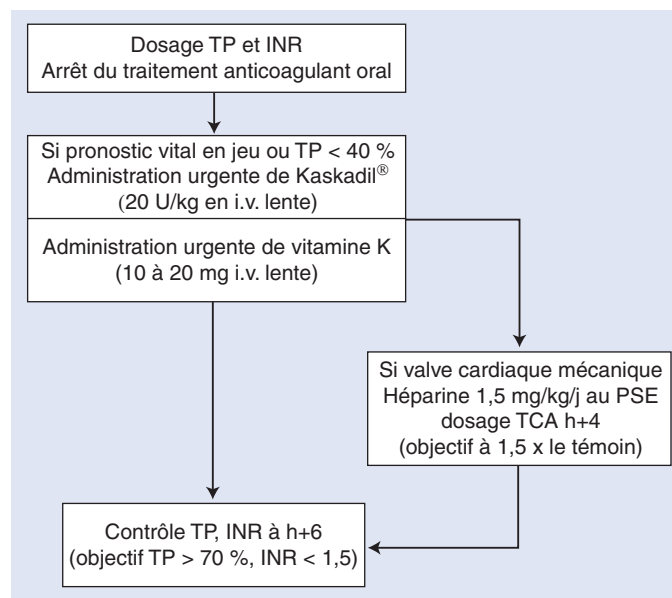 Dosage TP et INR
Arrêt du traitement anticoagulant oral
Si pronostic vital en jeu ou TP < 40 %
Administration urgente de Kaskadil®
(20 U/kg en i.v. lente)
Administration urgente de vitamine K
(10 à 20 mg i.v. lente)
Si valve cardiaque mécanique
Héparine 1,5 mg/kg/j au PSE
dosage TCA h+4
(objectif à 1,5 x le témoin)
Contrôle TP, INR à h+6
(objectif TP > 70 %, INR < 1,5)